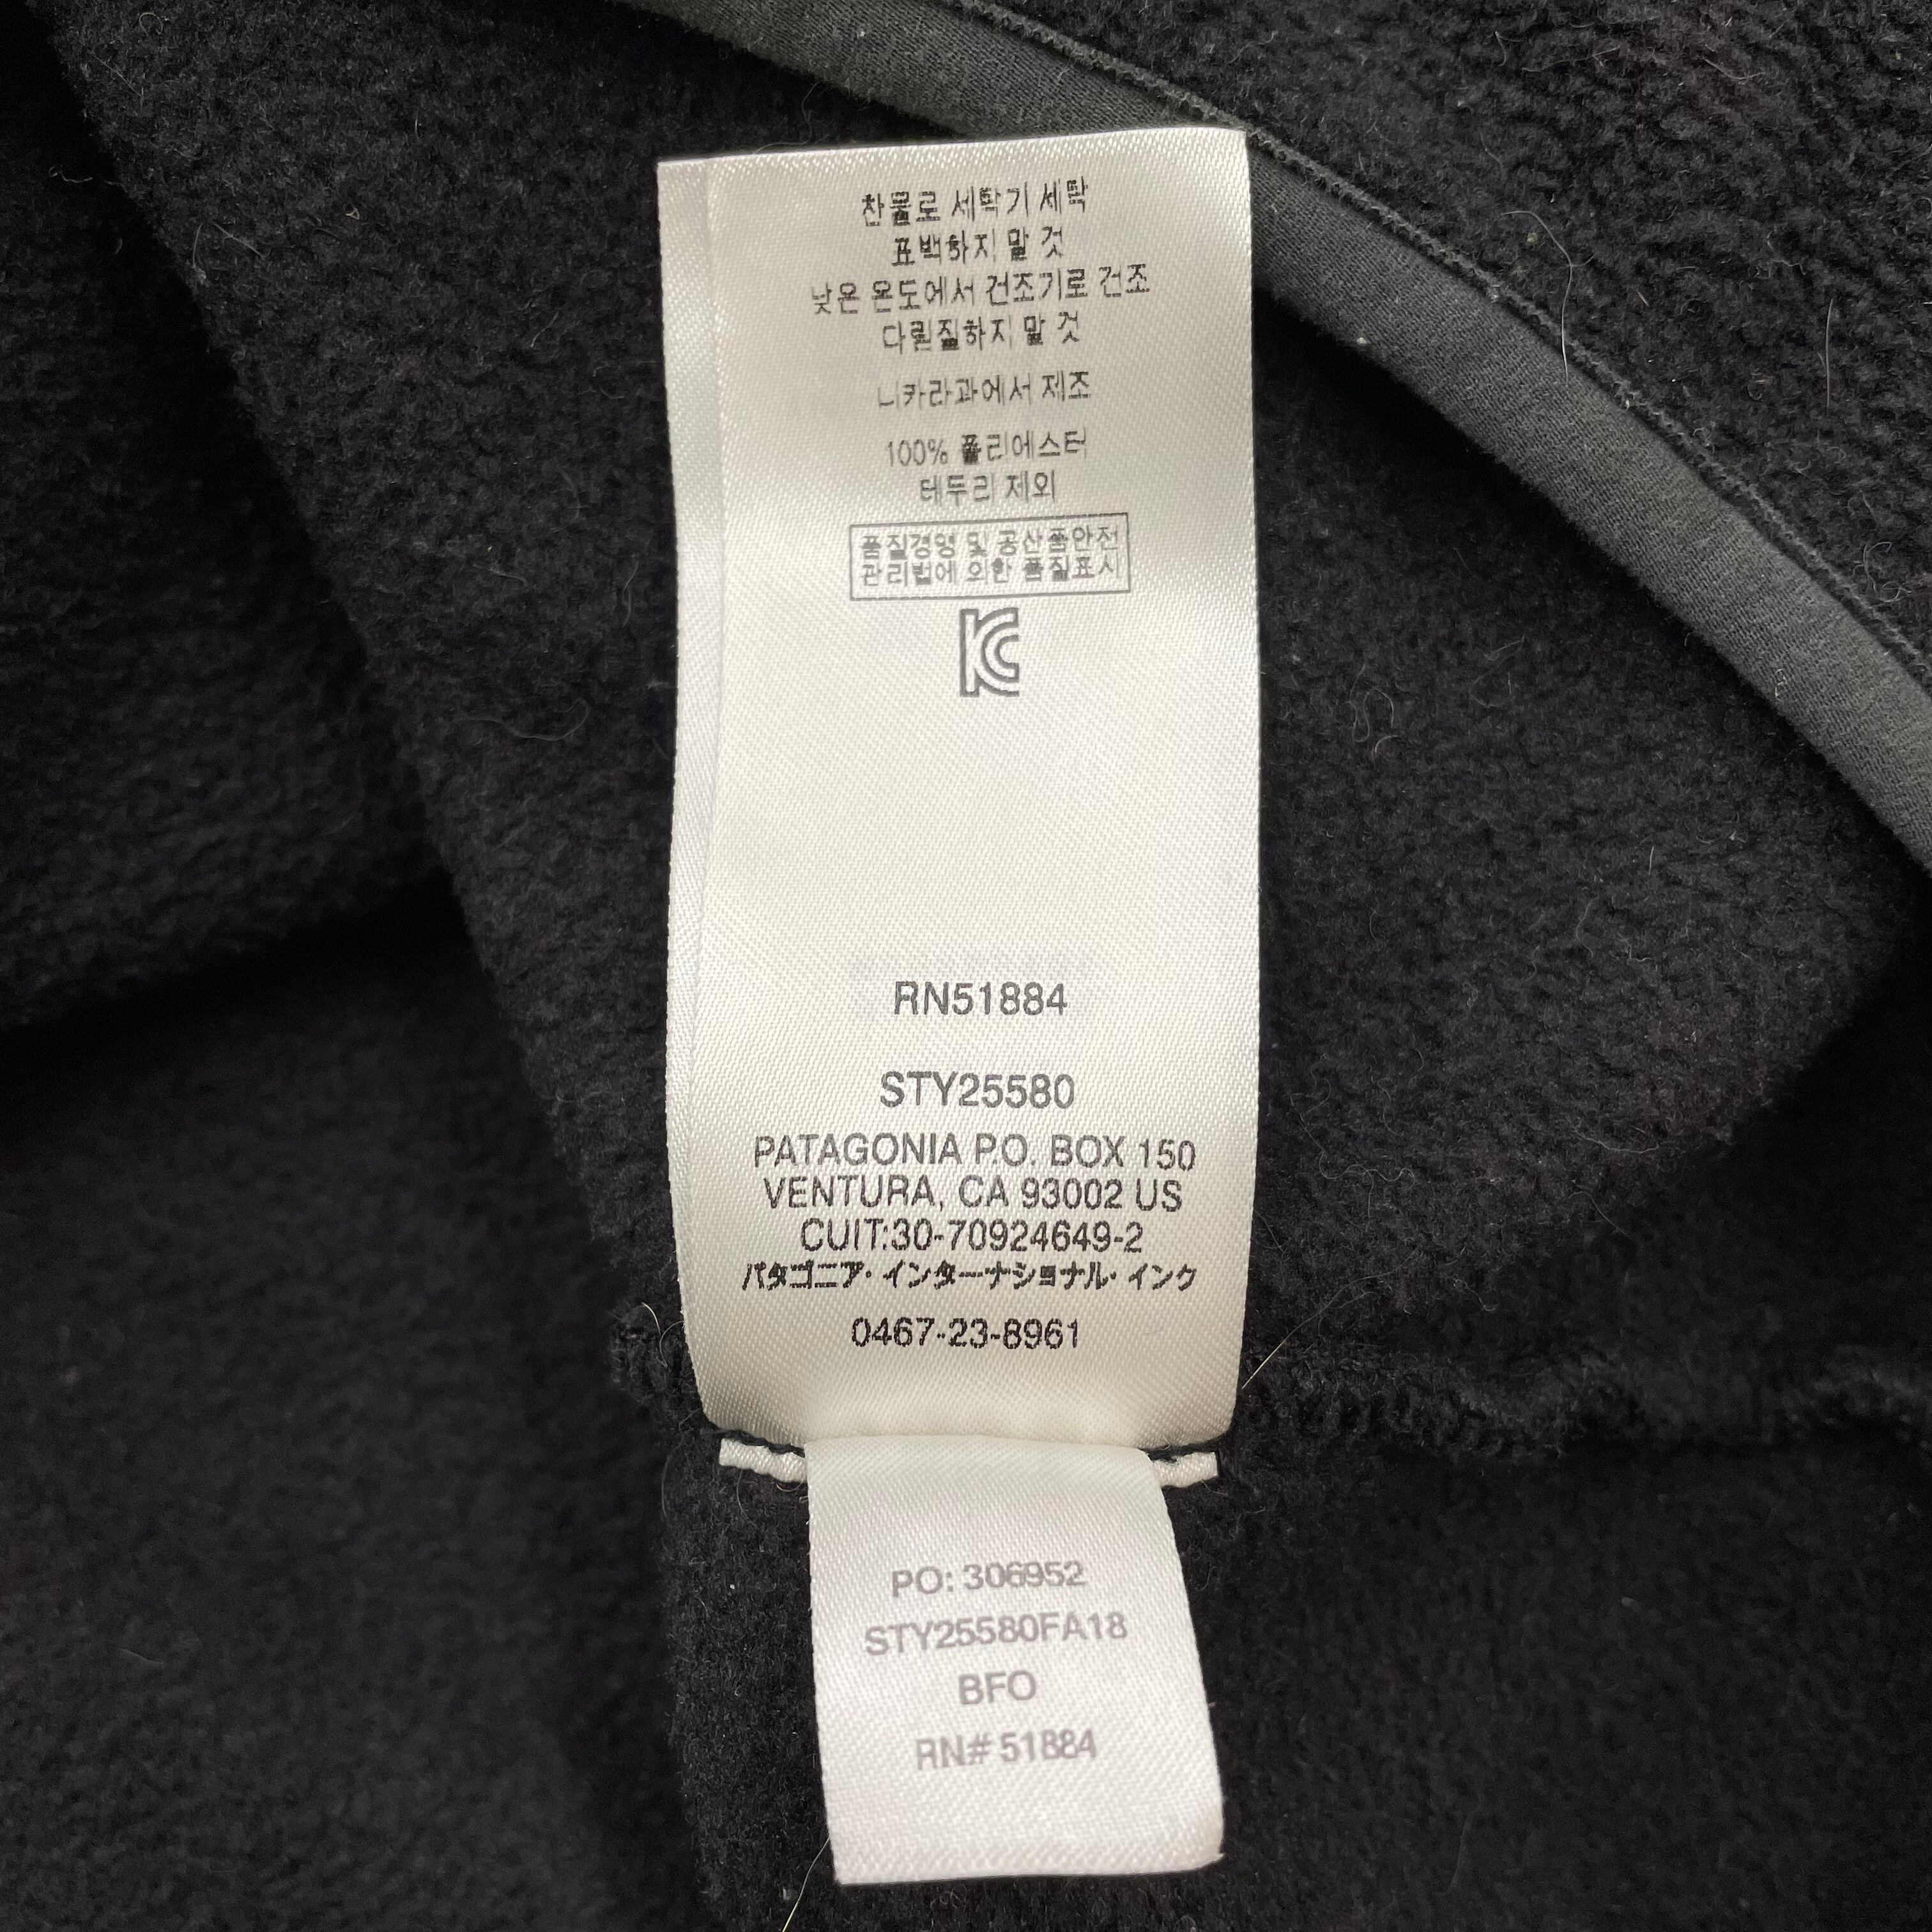 찬물로 세탁기 세탁
표백하지 말 것
낮은 온도에서 건조기로 건조
다림질하지 말 것
니카라과에서 제조
100% 폴리에스터
테두리 제외
품질경영 및 공산품안전
관리법에 의한 품질표시
KC
RN51884
STY25580
PATAGONIA P.O. BOX 150
VENTURA, CA 93002 US
CUIT:30-70924649-2
パタゴニア・インターナショナル・インク
0467-23-8961
PO: 306952
STY25580FA18
BFO
RN# 51884